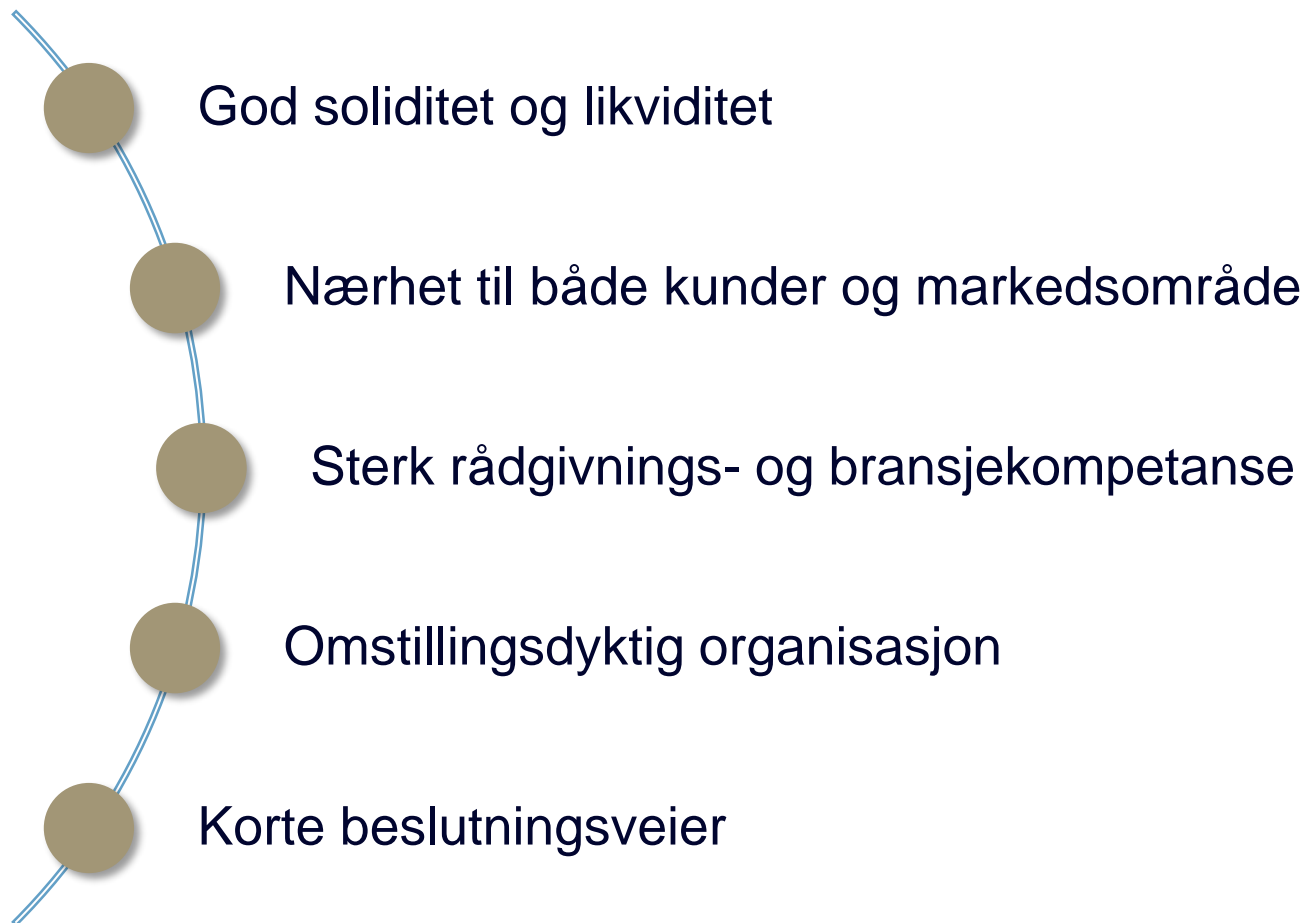 God soliditet og likviditet
Nærhet til både kunder og markedsområde
Sterk rådgivnings- og bransjekompetanse
Omstillingsdyktig organisasjon
Korte beslutningsveier